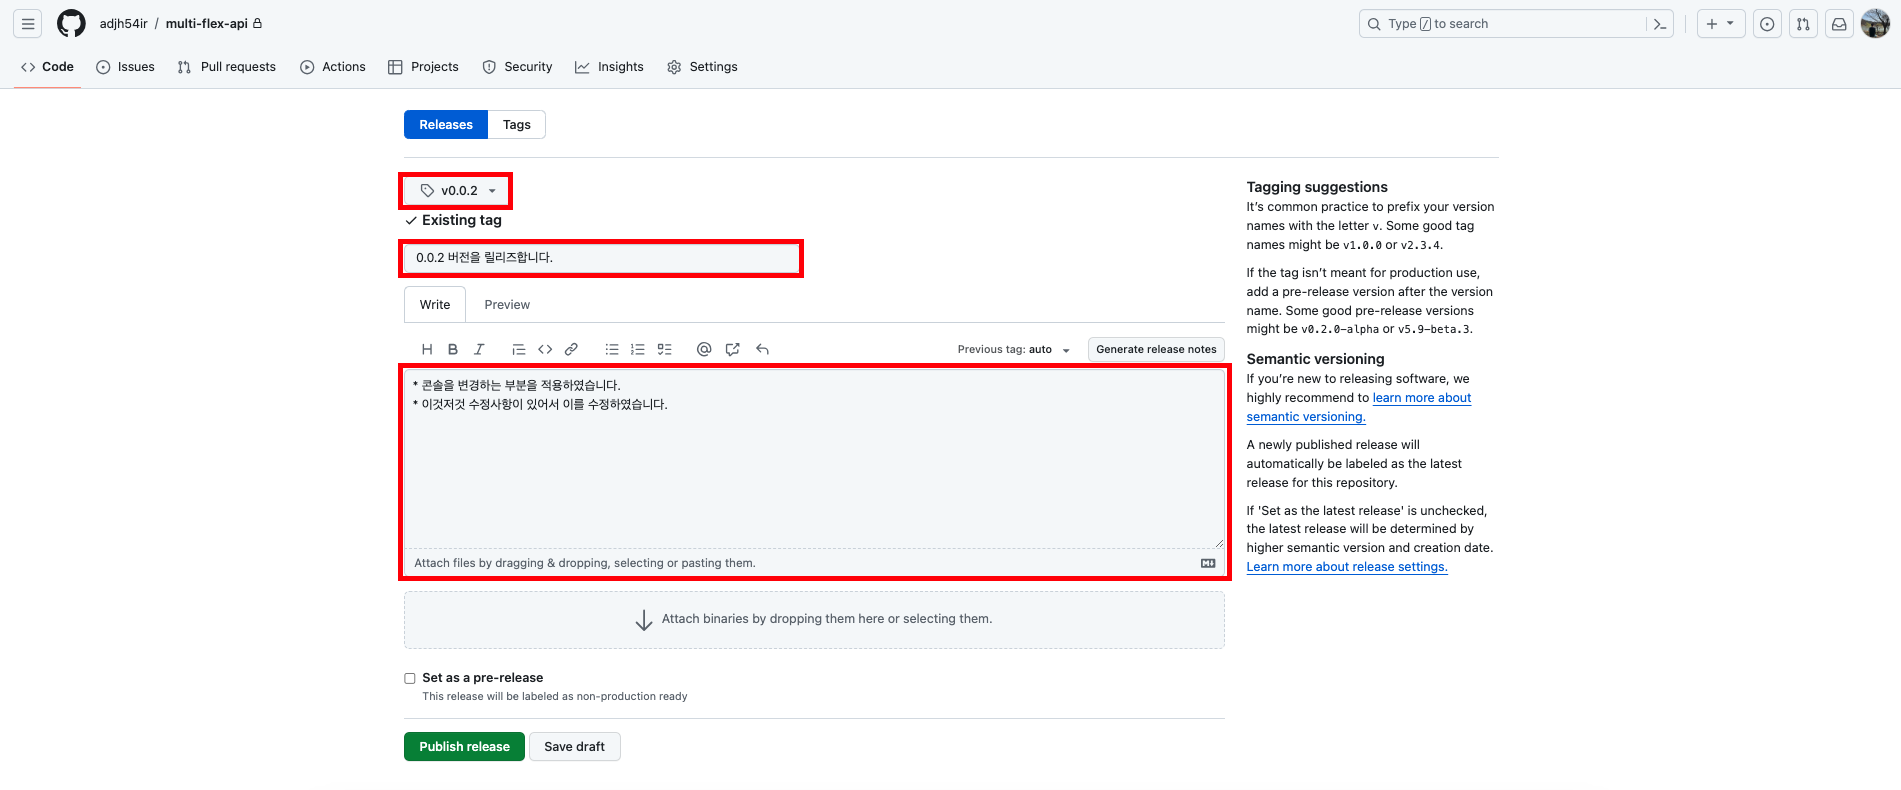 adjh54ir / multi-flex-api
Type / to search
Code Issues Pull requests Actions Projects Security Insights Settings
Releases Tags
v0.0.2
Existing tag
0.0.2 버전을 릴리즈합니다.
Write Preview
H B I
Previous tag: auto
Generate release notes
* 콘솔을 변경하는 부분을 적용하였습니다.
* 이것저것 수정사항이 있어서 이를 수정하였습니다.
Attach files by dragging & dropping, selecting or pasting them.
Attach binaries by dropping them here or selecting them.
Set as a pre-release
This release will be labeled as non-production ready
Publish release Save draft
Tagging suggestions
It’s common practice to prefix your version
names with the letter v. Some good tag
names might be v1.0.0 or v2.3.4.
If the tag isn’t meant for production use,
add a pre-release version after the version
name. Some good pre-release versions
might be v0.2.0-alpha or v5.9-beta.3.
Semantic versioning
If you’re new to releasing software, we
highly recommend to learn more about
semantic versioning.
A newly published release will
automatically be labeled as the latest
release for this repository.
If 'Set as the latest release' is unchecked,
the latest release will be determined by
higher semantic version and creation date.
Learn more about release settings.